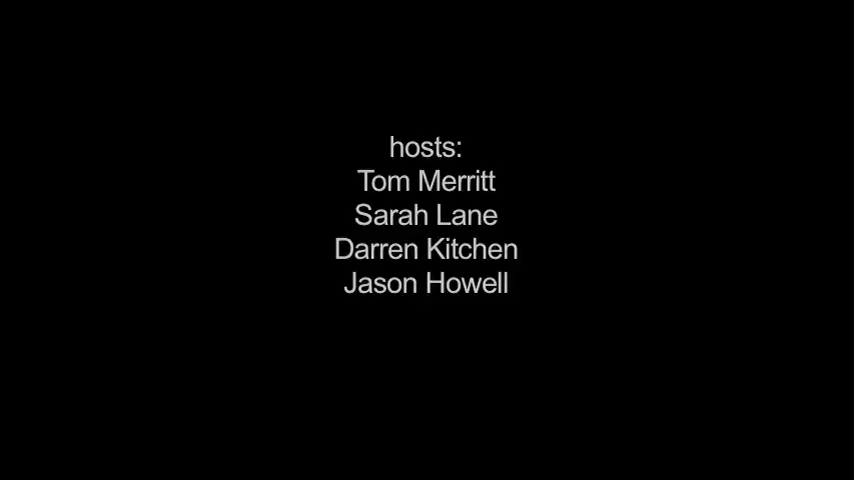 hosts:
Tom Merritt
Sarah Lane
Darren Kitchen
Jason Howell